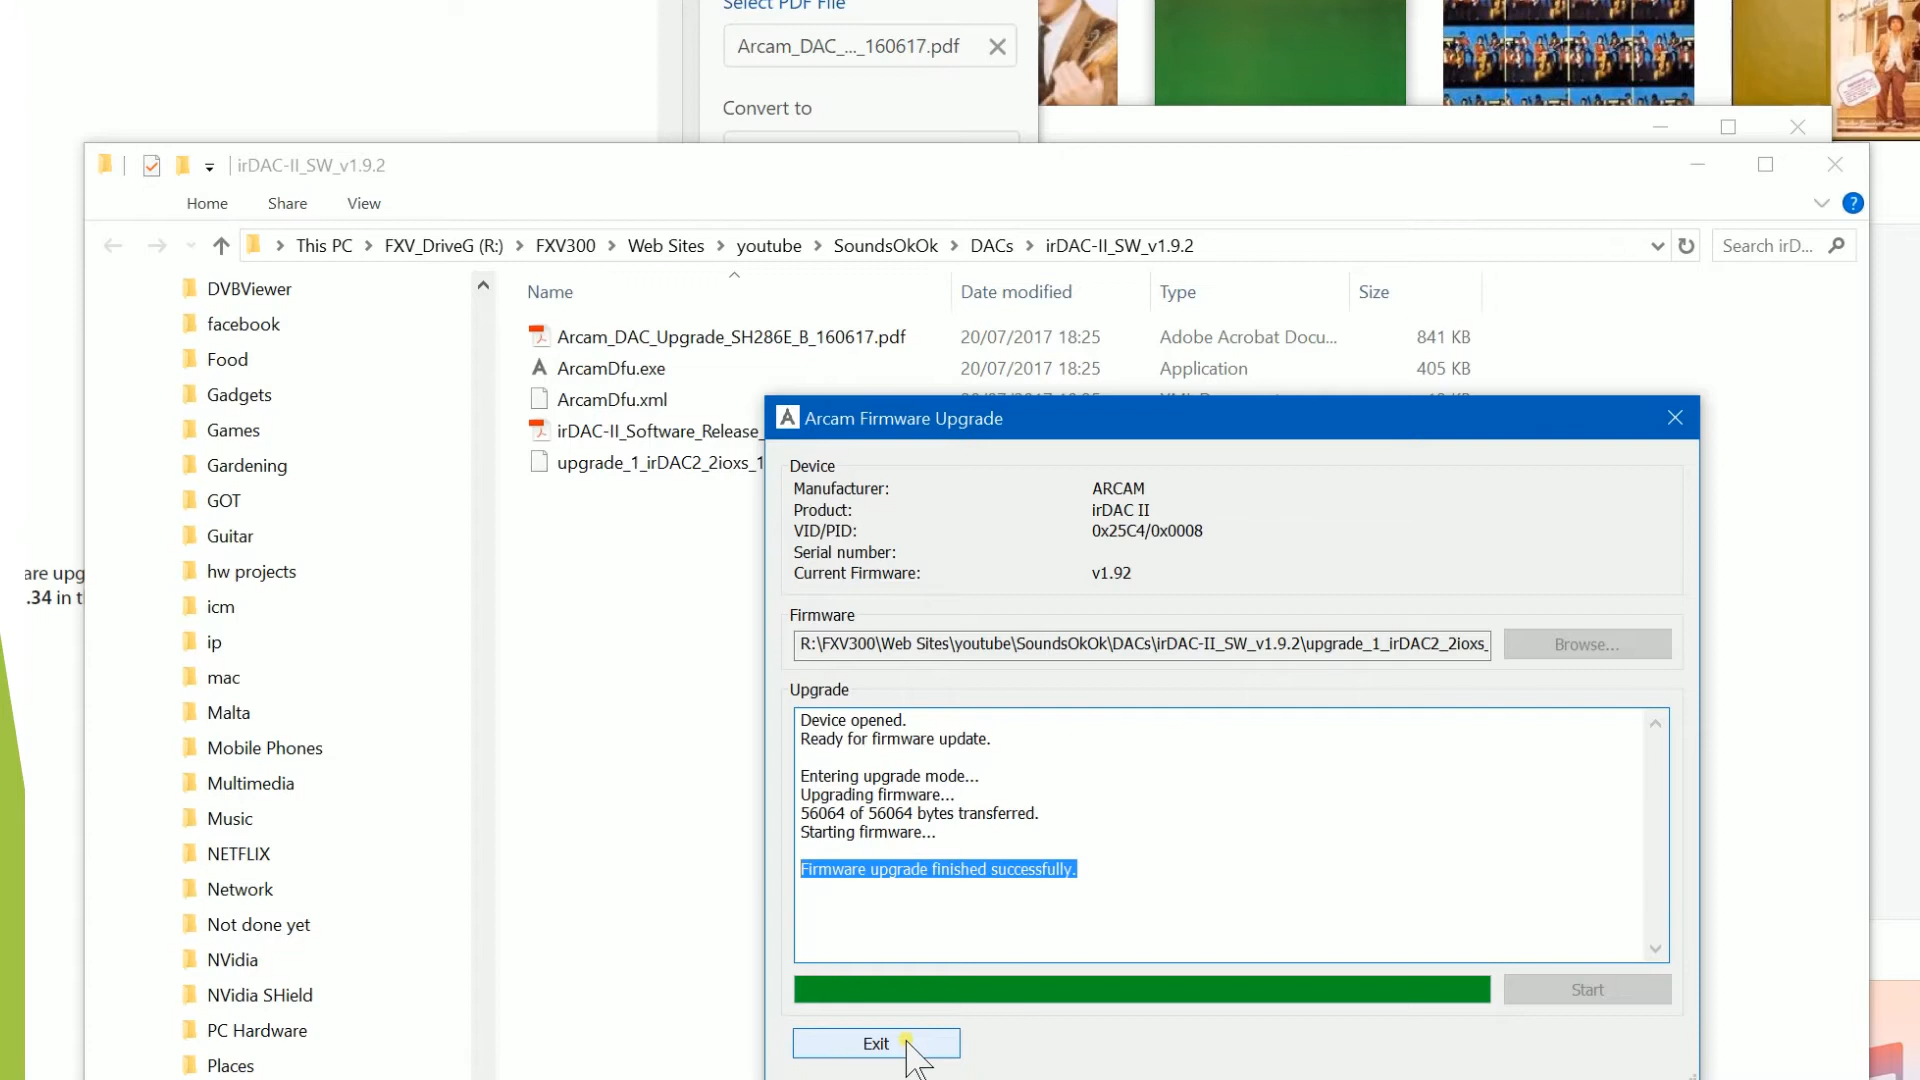 Select PDF File
Arcam_DAC_..._160617.pdf
Convert to
irDAC-II_SW_v1.9.2
Home Share View
This PC FXV_DriveG (R:) FXV300 Web Sites youtube SoundsOkOk DACs irDAC-II_SW_v1.9.2
Search irD...
Name Date modified Type Size
DVBViewer
facebook
Food
Gadgets
Games
Gardening
GOT
Guitar
hw projects
icm
ip
mac
Malta
Mobile Phones
Multimedia
Music
NETFLIX
Network
Not done yet
NVidia
NVidia SHield
PC Hardware
Places
Arcam_DAC_Upgrade_SH286E_B_160617.pdf 20/07/2017 18:25 Adobe Acrobat Docu... 841 KB
ArcamDfu.exe 20/07/2017 18:25 Application 405 KB
ArcamDfu.xml
irDAC-II_Software_Release_
upgrade_1_irDAC2_2ioxs_1
are upg
.34 in t
Arcam Firmware Upgrade
Device
Manufacturer: ARCAM
Product: irDAC II
VID/PID: 0x25C4/0x0008
Serial number:
Current Firmware: v1.92
Firmware
R:\FXV300\Web Sites\youtube\SoundsOkOk\DACs\irDAC-II_SW_v1.9.2\upgrade_1_irDAC2_2ioxs_
Browse...
Upgrade
Device opened.
Ready for firmware update.
Entering upgrade mode...
Upgrading firmware...
56064 of 56064 bytes transferred.
Starting firmware...
Firmware upgrade finished successfully.
Start
Exit